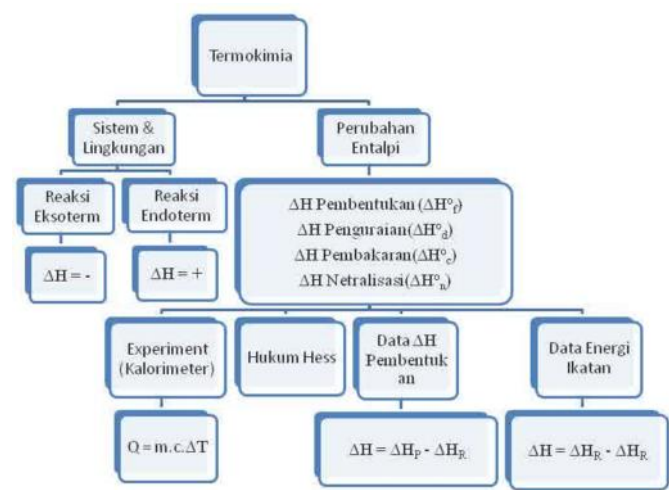 Termokimia
Sistem &
Lingkungan
Perubahan
Entalpi
Reaksi
Eksoterm
Reaksi
Endoterm
ΔH = -
ΔH = +
ΔH Pembentukan(ΔH°f)
ΔH Penguraian(ΔH°d)
ΔH Pembakaran(ΔH°c)
ΔH Netralisasi(ΔH°n)
Experiment
(Kalorimeter)
Hukum Hess
Data ΔH
Pembentuk
an
Data Energi
Ikatan
Q = m.c.ΔT
ΔH = ΔHP - ΔHR
ΔH = ΔHR - ΔHR